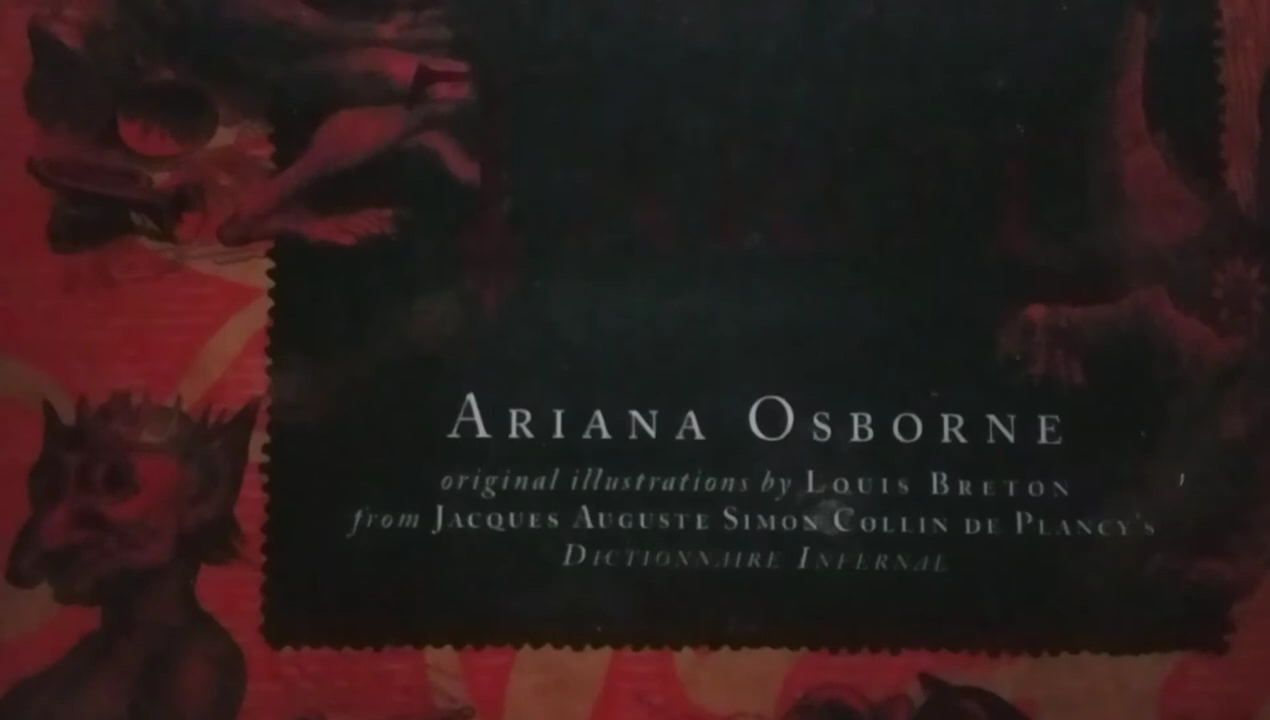 ARIANA OSBORNE
original illustrations by LOUIS BRETON
from JACQUES AUGUSTE SIMON COLLIN DE PLANCY'S
DICTIONNAIRE INFERNAL